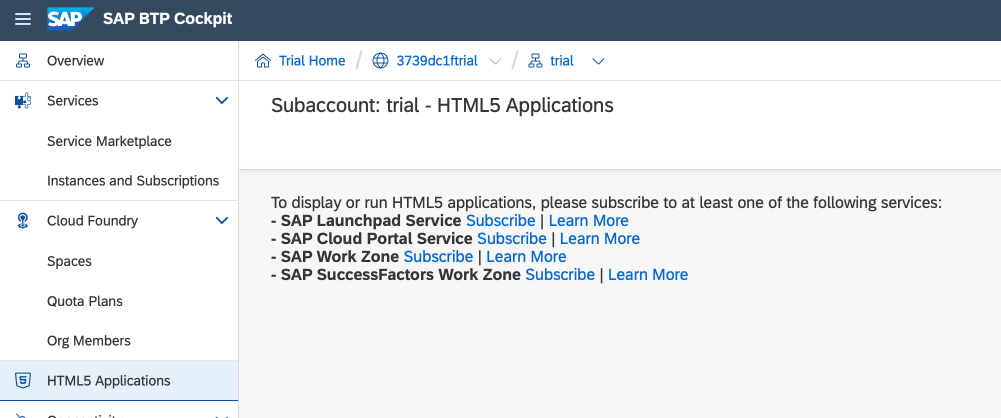 SAP SAP BTP Cockpit
Overview
Services
Service Marketplace
Instances and Subscriptions
Cloud Foundry
Spaces
Quota Plans
Org Members
HTML5 Applications
Trial Home / 3739dc1ftrial / trial
Subaccount: trial - HTML5 Applications
To display or run HTML5 applications, please subscribe to at least one of the following services:
- SAP Launchpad Service Subscribe | Learn More
- SAP Cloud Portal Service Subscribe | Learn More
- SAP Work Zone Subscribe | Learn More
- SAP SuccessFactors Work Zone Subscribe | Learn More